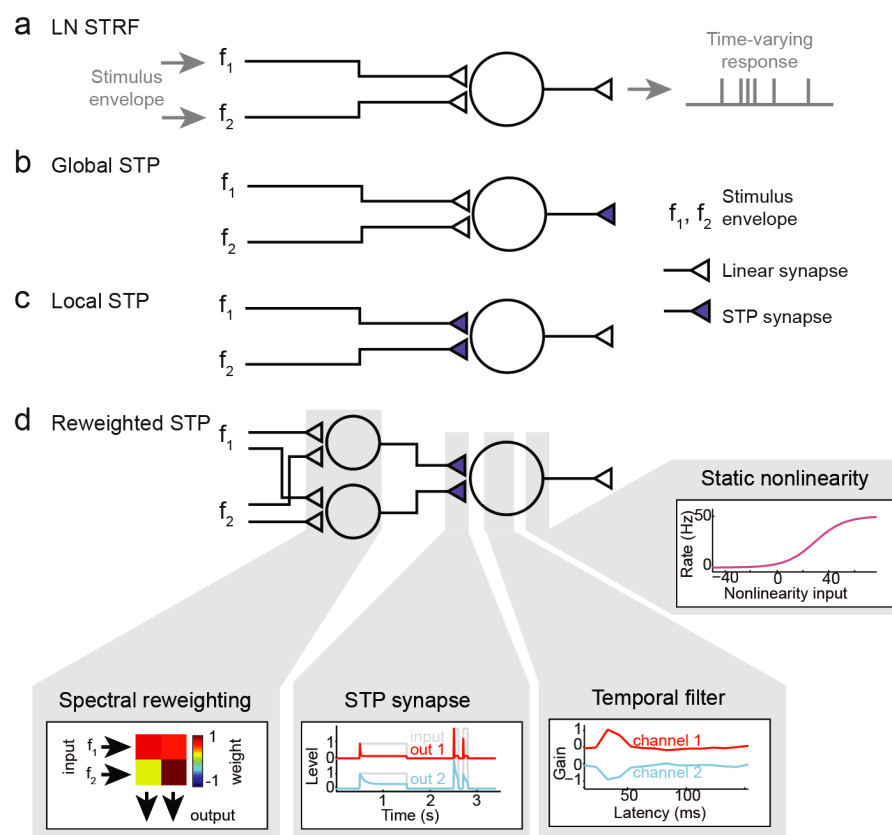 a LN STRF
Stimulus
envelope
f1
f2
Time-varying
response
b Global STP
f1
f2
f1, f2 Stimulus
envelope
Linear synapse
STP synapse
c Local STP
f1
f2
d Reweighted STP
f1
f2
Static nonlinearity
Rate (Hz)
50
0
-40 0 40
Nonlinearity input
Spectral reweighting
input
f1
f2
1
-1
weight
output
STP synapse
Level
1
0
1
0
input
out 1
out 2
1 2 3
Time (s)
Temporal filter
Gain
1
0
0
-1
channel 1
channel 2
50 100
Latency (ms)